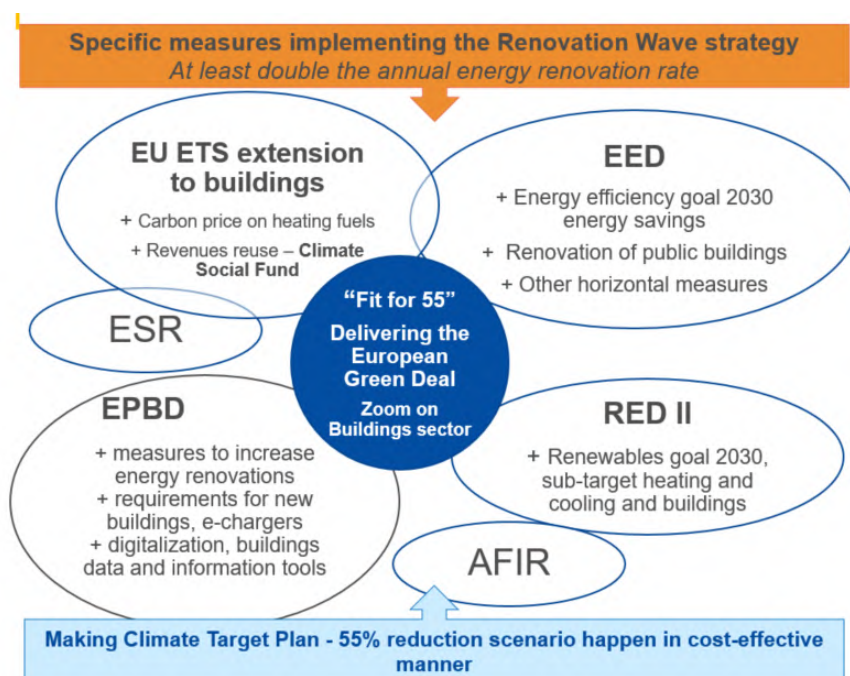 Specific measures implementing the Renovation Wave strategy
At least double the annual energy renovation rate
EU ETS extension
to buildings
+ Carbon price on heating fuels
+ Revenues reuse – Climate
Social Fund
EED
+ Energy efficiency goal 2030
energy savings
+ Renovation of public buildings
+ Other horizontal measures
ESR
“Fit for 55”
Delivering the
European
Green Deal
Zoom on
Buildings sector
EPBD
+ measures to increase
energy renovations
+ requirements for new
buildings, e-chargers
+ digitalization, buildings
data and information tools
RED II
+ Renewables goal 2030,
sub-target heating and
cooling and buildings
AFIR
Making Climate Target Plan - 55% reduction scenario happen in cost-effective
manner